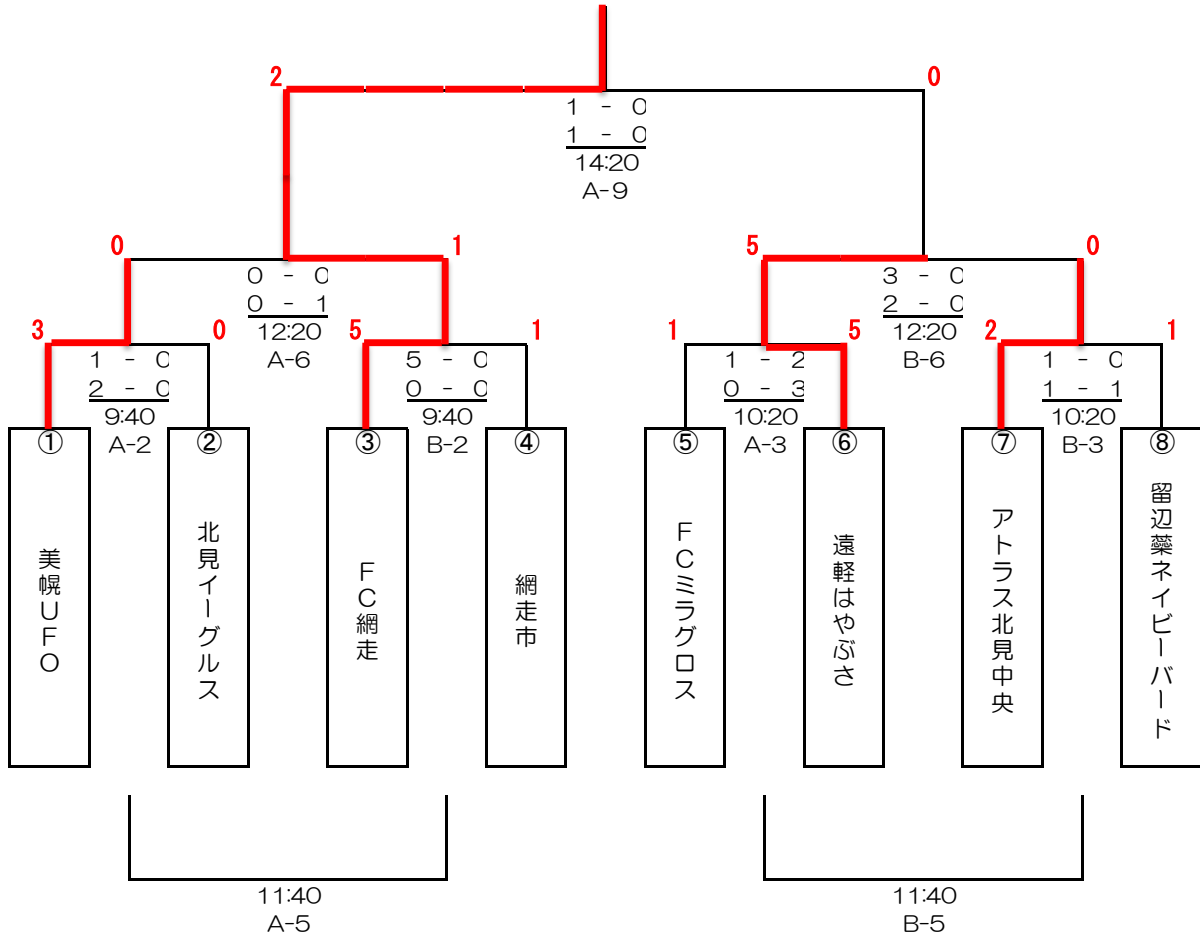 2
0
1 - 0
1 - 0
14:20
A-9
0
1
5
0
0 - 0
0 - 1
12:20
A-6
3 - 0
2 - 0
12:20
B-6
3
0
5
1
1
5
2
1
1 - 0
2 - 0
9:40
A-2
5 - 0
0 - 0
9:40
B-2
1 - 2
0 - 3
10:20
A-3
1 - 0
1 - 1
10:20
B-3
①
美幌UFO
②
北見イーグルス
③
FC網走
④
網走市
⑤
FCミラグロス
⑥
遠軽はやぶさ
⑦
アトラス北見中央
⑧
留辺蘂ネイビーバード
11:40
A-5
11:40
B-5